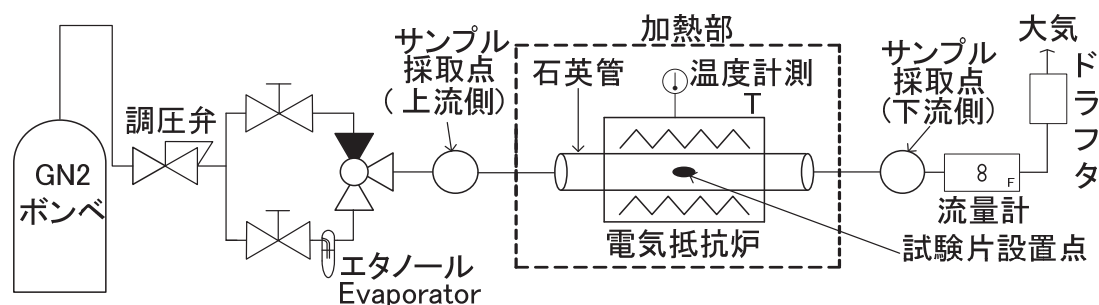 GN2
ボンベ
調圧弁
エタノール
Evaporator
サンプル
採取点
(上流側)
加熱部
石英管
温度計測
T
電気抵抗炉
試験片設置点
サンプル
採取点
(下流側)
8
F
流量計
大気
ドラフタ